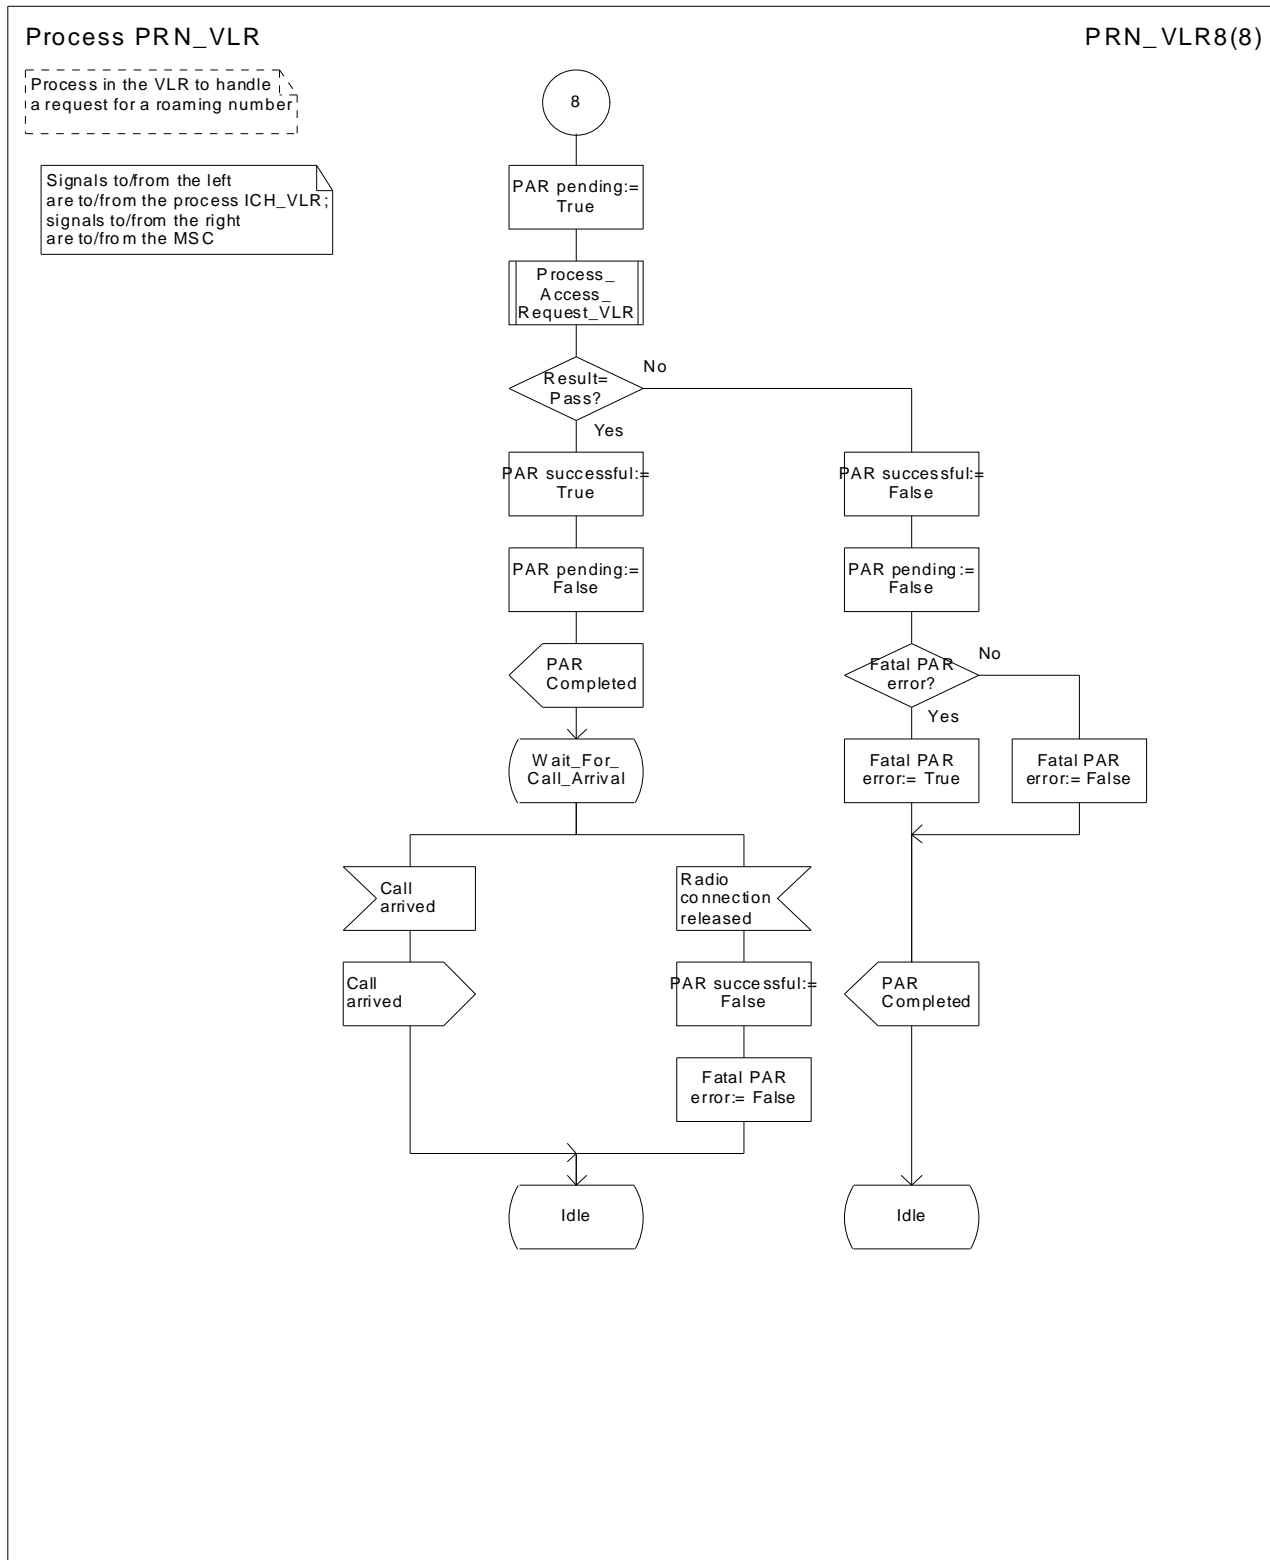 Process PRN_VLR
PRN_VLR8(8)
Process in the VLR to handle
a request for a roaming number
8
Signals to/from the left
are to/from the process ICH_VLR;
signals to/from the right
are to/from the MSC
PAR pending:=
True
Process_
Access_
Request_VLR
Result=
Pass?
No
Yes
PAR successful:=
True
PAR successful:=
False
PAR pending:=
False
PAR pending:=
False
PAR
Completed
Fatal PAR
error?
No
Yes
Wait_For_
Call_Arrival
Fatal PAR
error:= True
Fatal PAR
error:= False
Call
arrived
Radio
connection
released
Call
arrived
PAR successful:=
False
PAR
Completed
Fatal PAR
error:= False
Idle
Idle